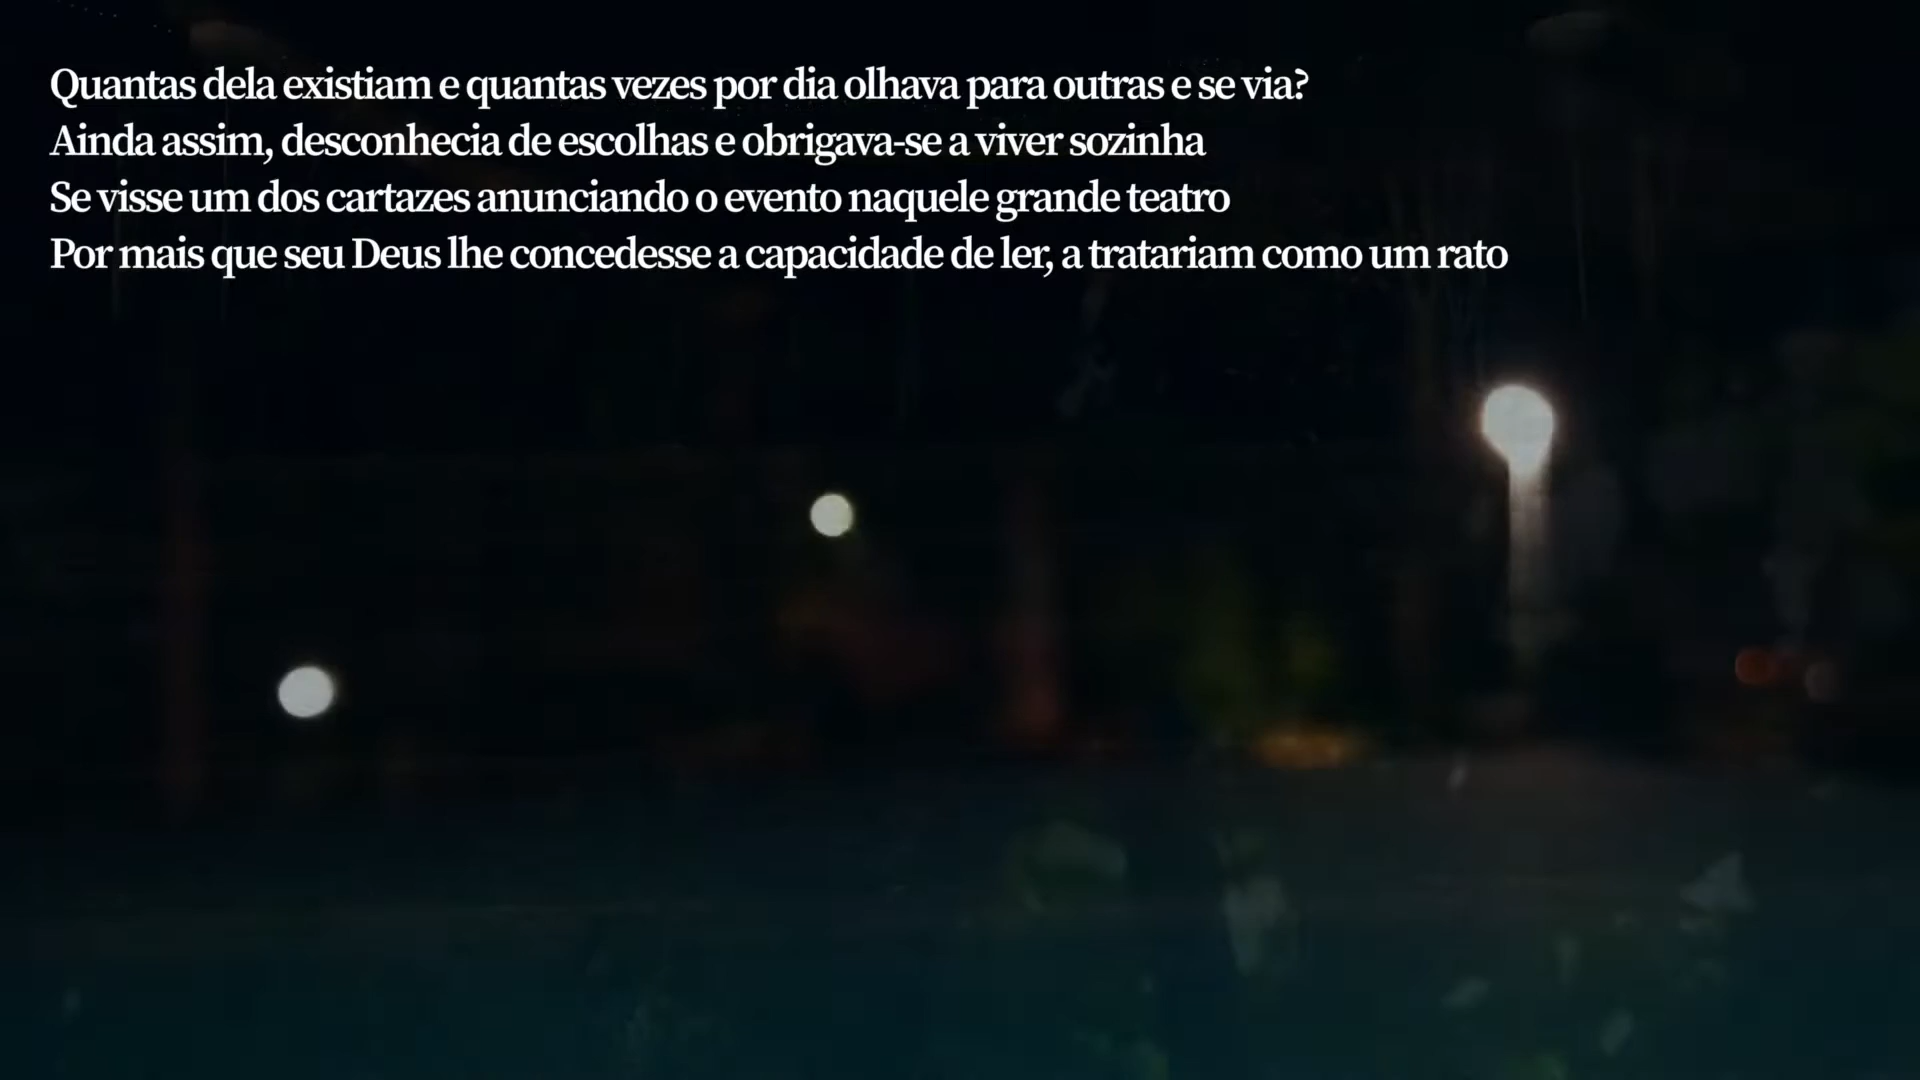 Quantas dela existiam e quantas vezes por dia olhava para outras e se via?
Ainda assim, desconhecia de escolhas e obrigava-se a viver sozinha
Se visse um dos cartazes anunciando o evento naquele grande teatro
Por mais que seu Deus lhe concedesse a capacidade de ler, a tratariam como um rato